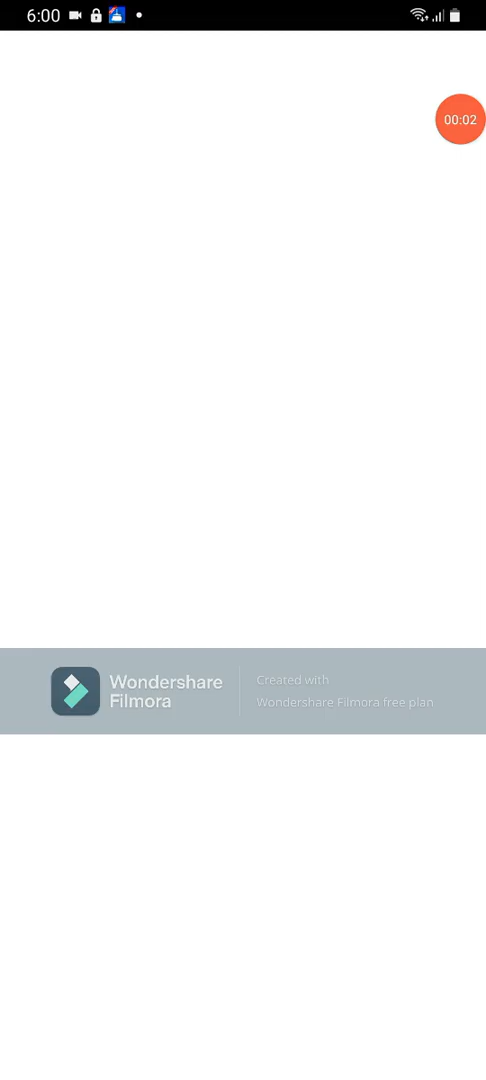 6:00
00:02
Wondershare
Filmora
Created with
Wondershare Filmora free plan